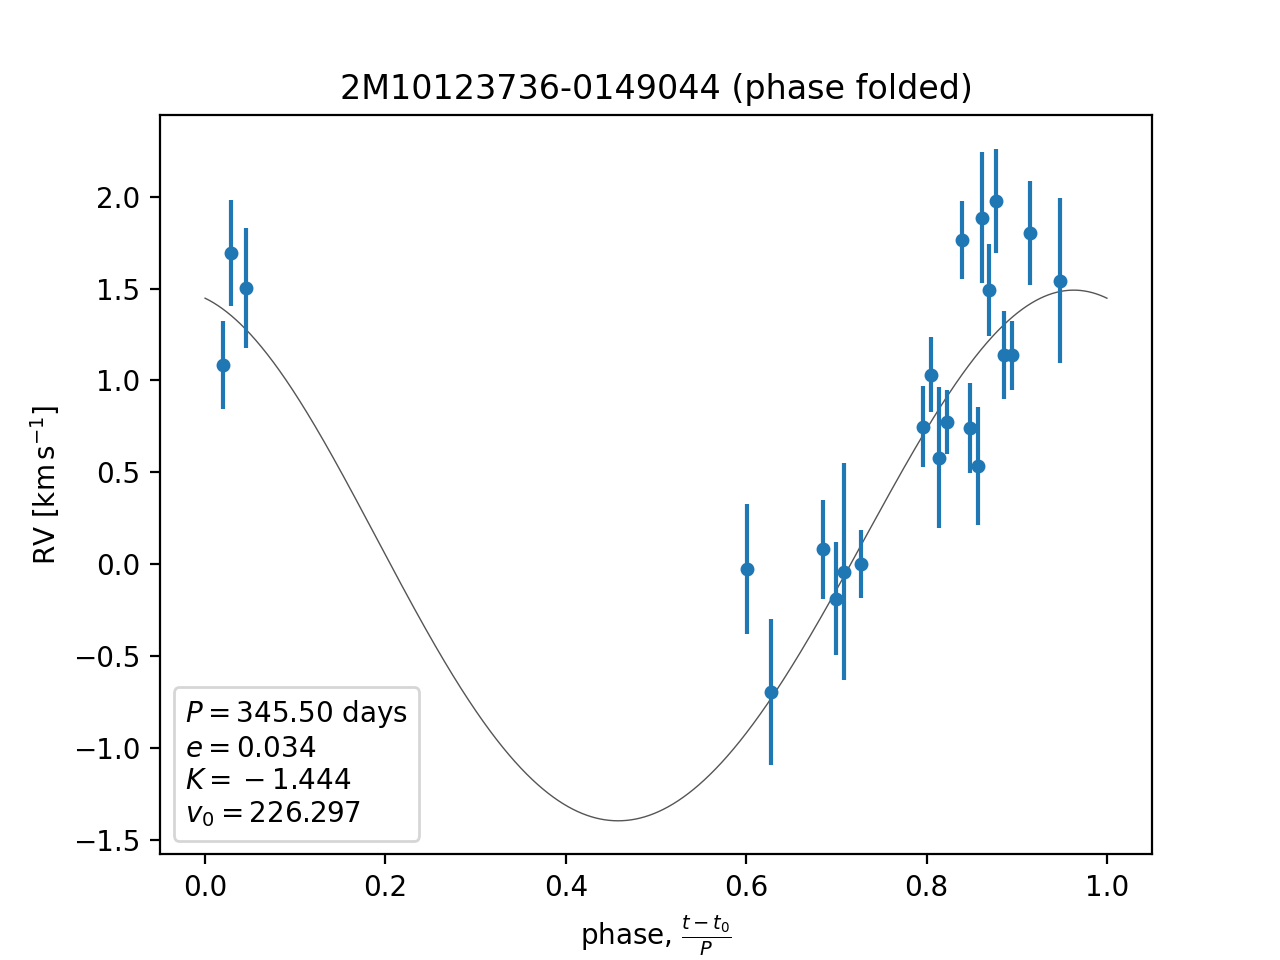 2M10123736-0149044 (phase folded)
RV [km s⁻¹]
2.0
1.5
1.0
0.5
0.0
−0.5
−1.0
−1.5
P = 345.50 days
e = 0.034
K = −1.444
v₀ = 226.297
0.0 0.2 0.4 0.6 0.8 1.0
phase, (t − t₀)/P